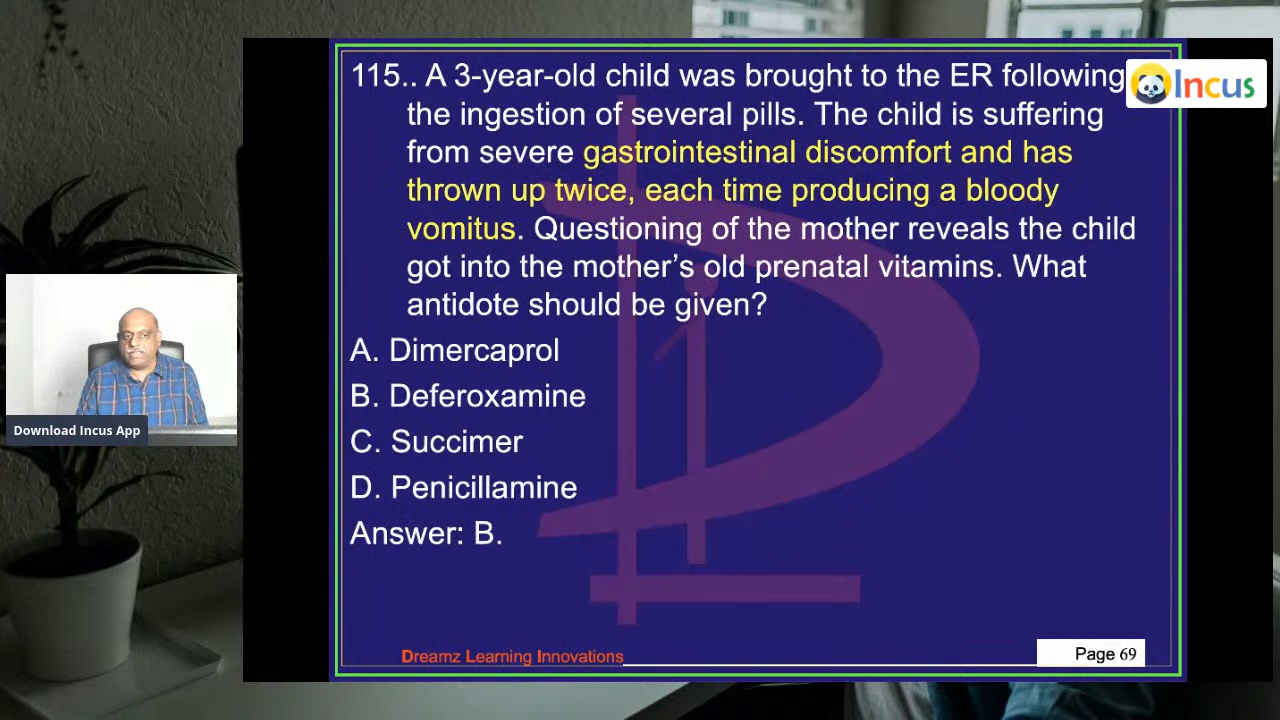 115.. A 3-year-old child was brought to the ER following
the ingestion of several pills. The child is suffering
from severe gastrointestinal discomfort and has
thrown up twice, each time producing a bloody
vomitus. Questioning of the mother reveals the child
got into the mother's old prenatal vitamins. What
antidote should be given?
A. Dimercaprol
B. Deferoxamine
C. Succimer
D. Penicillamine
Answer: B.
Dreamz Learning Innovations
Page 69
Incus
Download Incus App